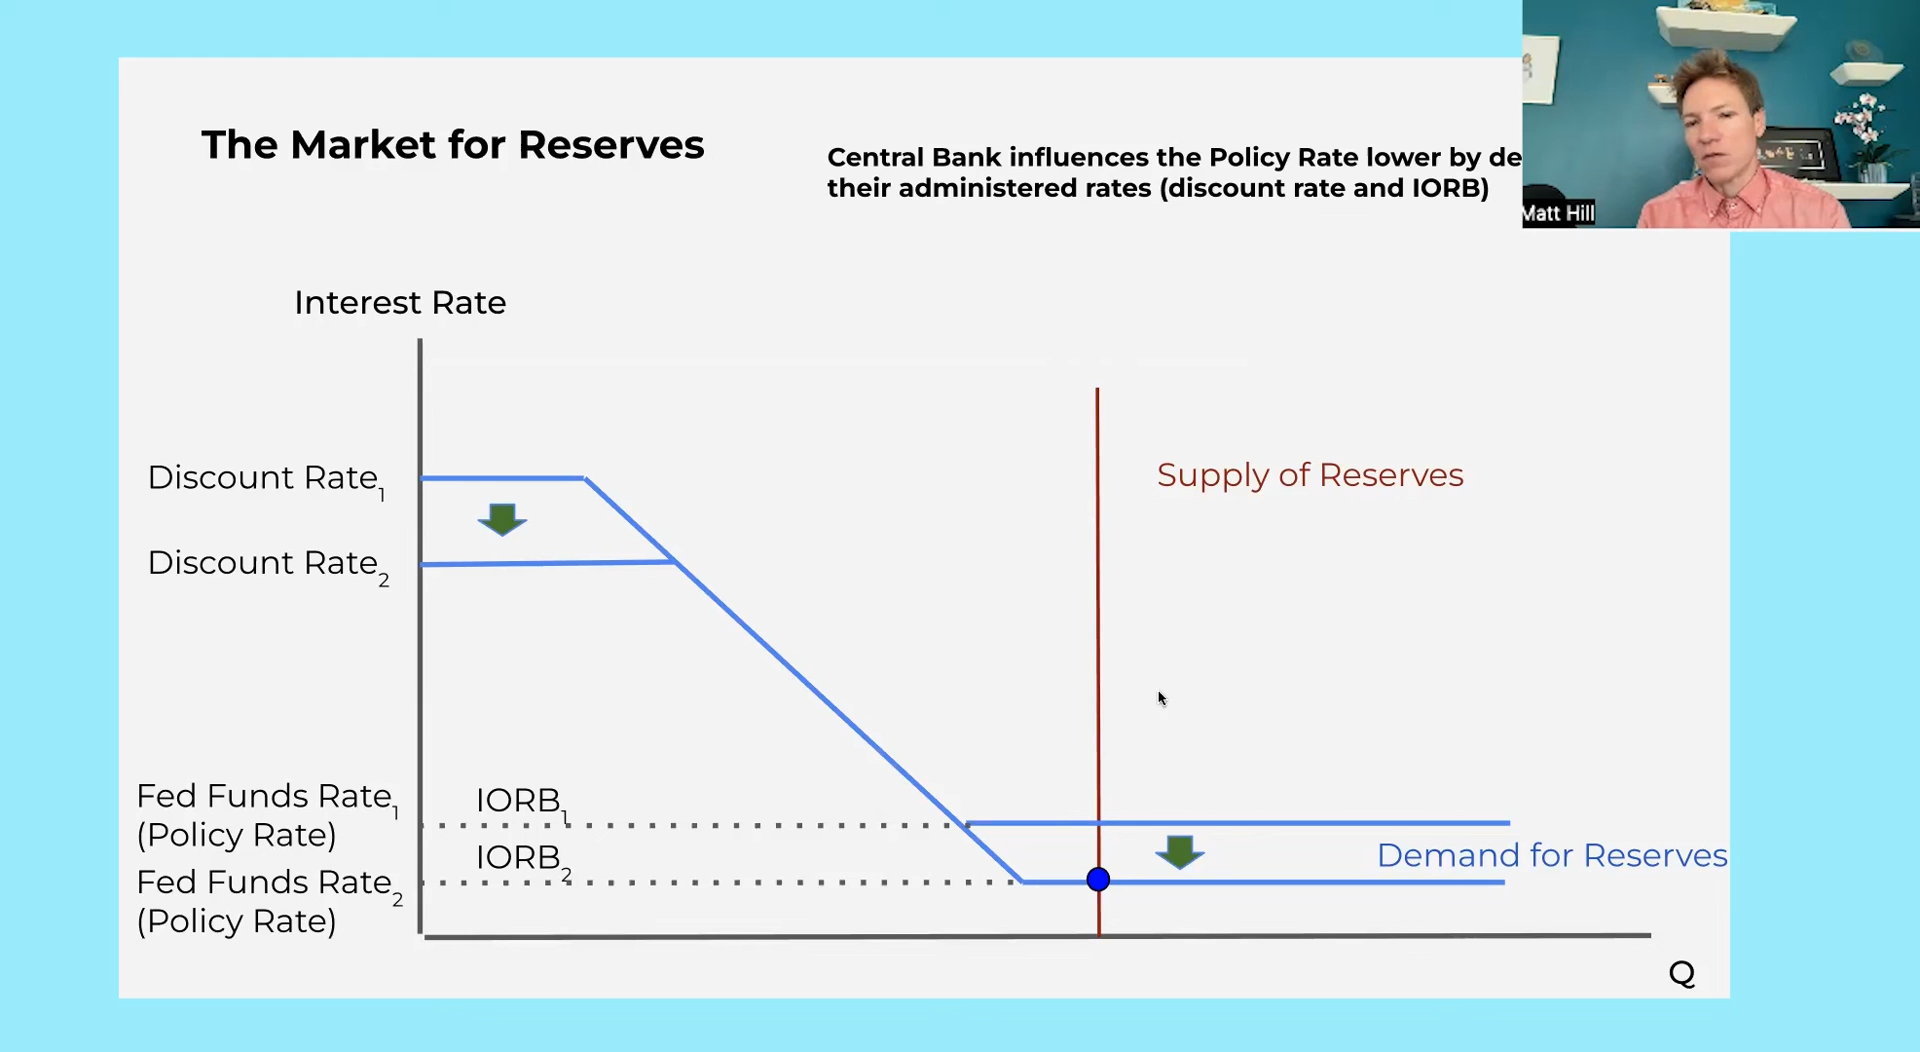 The Market for Reserves
Central Bank influences the Policy Rate lower by de
their administered rates (discount rate and IORB)
Matt Hill
Interest Rate
Discount Rate1
Supply of Reserves
Discount Rate2
Fed Funds Rate1
(Policy Rate)
IORB1
IORB2
Demand for Reserves
Fed Funds Rate2
(Policy Rate)
Q